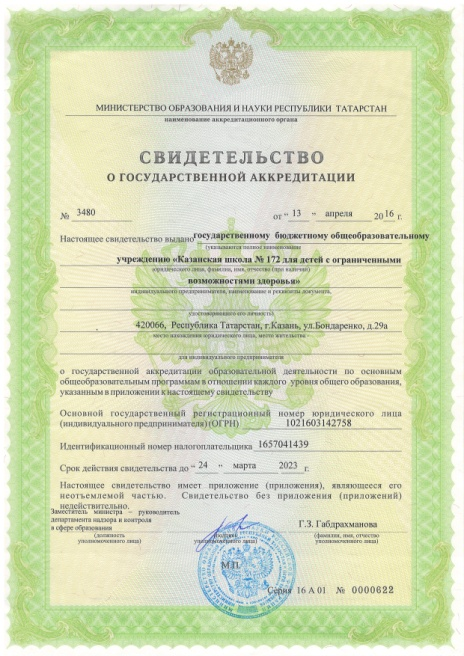 МИНИСТЕРСТВО ОБРАЗОВАНИЯ И НАУКИ РЕСПУБЛИКИ ТАТАРСТАН
наименование аккредитационного органа
СВИДЕТЕЛЬСТВО
О ГОСУДАРСТВЕННОЙ АККРЕДИТАЦИИ
№ 3480 от "13" апреля 2016 г.
Настоящее свидетельство выдано государственному бюджетному общеобразовательному
(указываются полное наименование
учреждению «Казанская школа № 172 для детей с ограниченными
юридического лица, фамилия, имя, отчество (при наличии)
возможностями здоровья»
индивидуального предпринимателя, наименование и реквизиты документа,
удостоверяющего его личность)
420066, Республика Татарстан, г.Казань, ул.Бондаренко, д.29а
место нахождения юридического лица, место жительства
для индивидуального предпринимателя
о государственной аккредитации образовательной деятельности по основным
общеобразовательным программам в отношении каждого уровня общего образования,
указанным в приложении к настоящему свидетельству
Основной государственный регистрационный номер юридического лица
(индивидуального предпринимателя) (ОГРН) 1021603142758
Идентификационный номер налогоплательщика 1657041439
Срок действия свидетельства до "24" марта 2023 г.
Настоящее свидетельство имеет приложение (приложения), являющееся его
неотъемлемой частью. Свидетельство без приложения (приложений)
недействительно.
Заместитель министра – руководитель
департамента надзора и контроля
в сфере образования
Г.З. Габдрахманова
(должность
уполномоченного лица)
(подпись
уполномоченного лица)
(фамилия, имя, отчество
уполномоченного лица)
М.П.
Серия 16 А 01 № 0000622